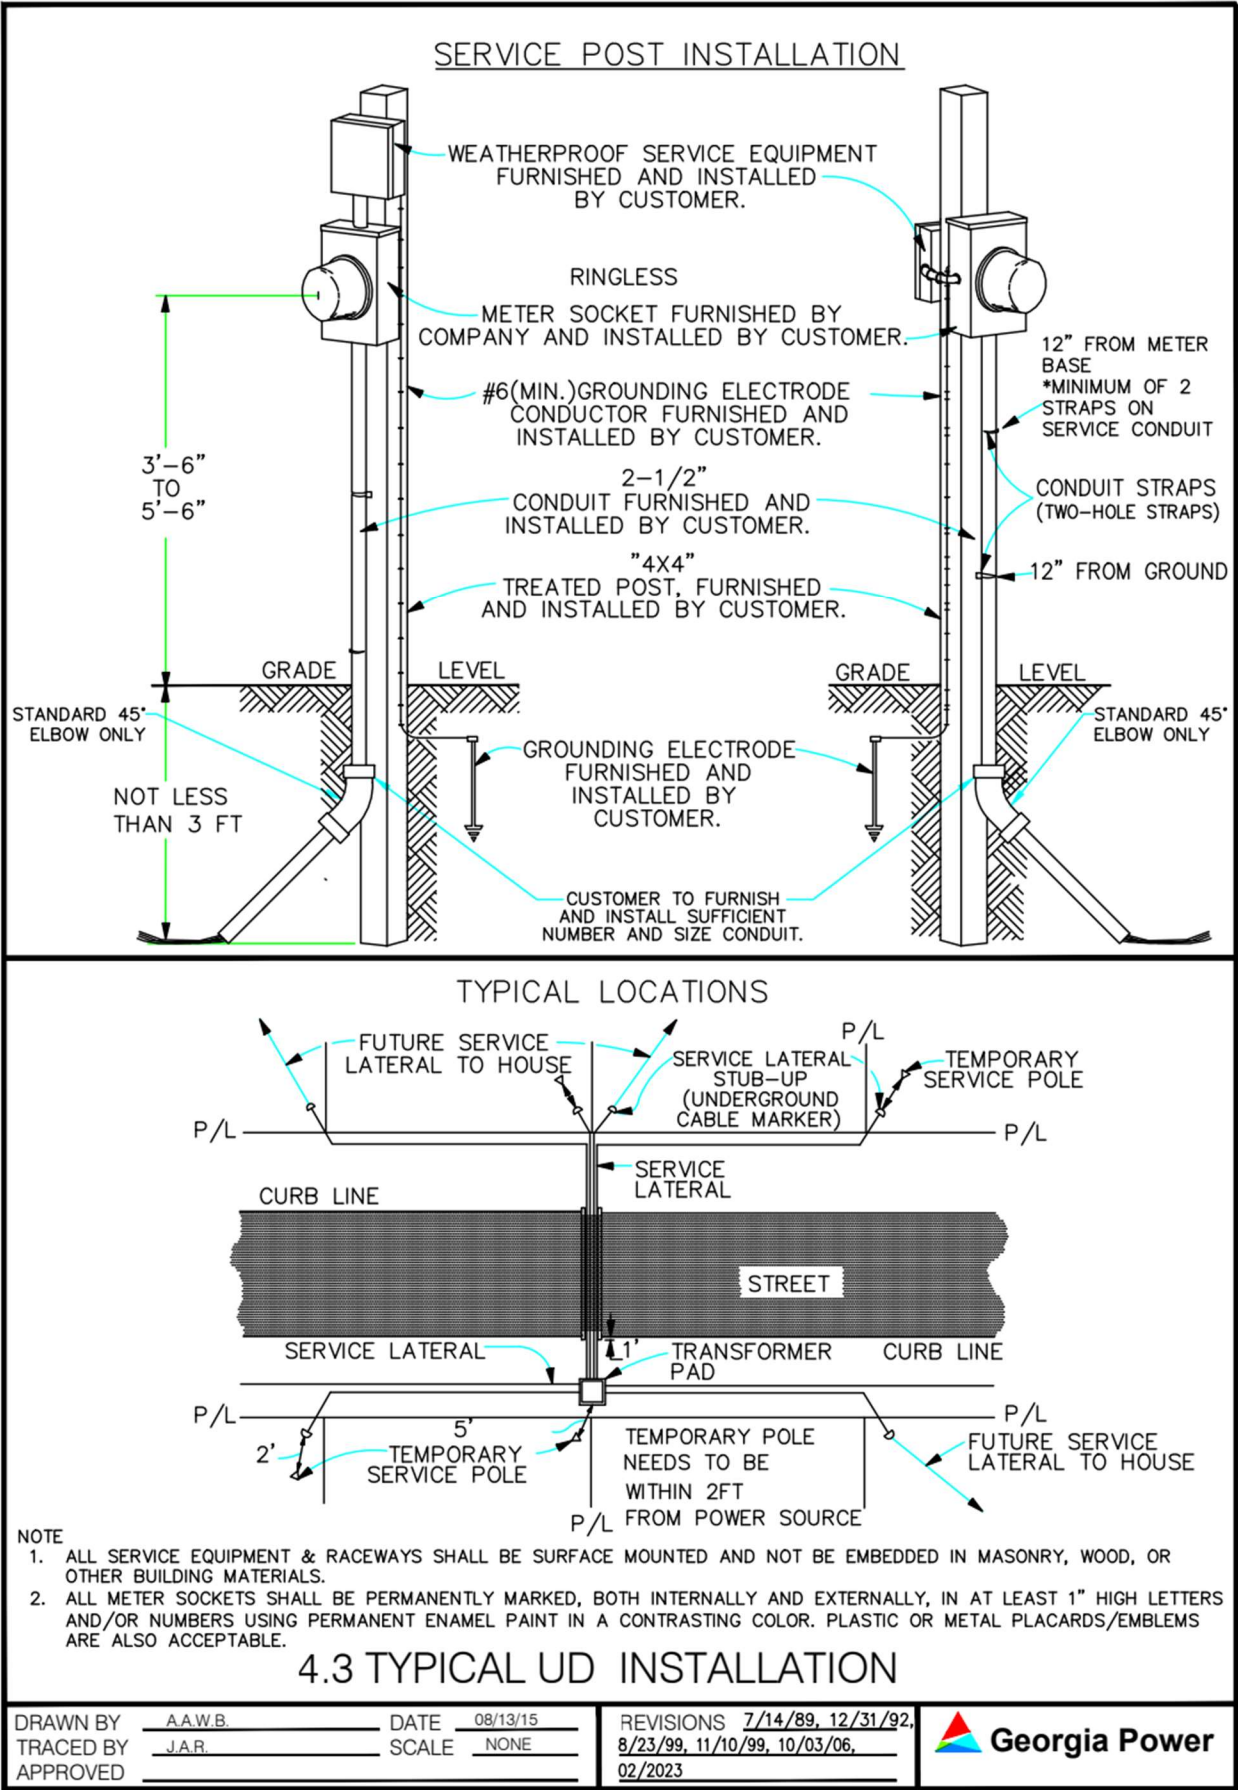 SERVICE POST INSTALLATION
WEATHERPROOF SERVICE EQUIPMENT
FURNISHED AND INSTALLED
BY CUSTOMER.
RINGLESS
METER SOCKET FURNISHED BY
COMPANY AND INSTALLED BY CUSTOMER.
12" FROM METER
BASE
*MINIMUM OF 2
STRAPS ON
SERVICE CONDUIT
#6(MIN.)GROUNDING ELECTRODE
CONDUCTOR FURNISHED AND
INSTALLED BY CUSTOMER.
3'-6"
TO
5'-6"
2-1/2"
CONDUIT FURNISHED AND
INSTALLED BY CUSTOMER.
CONDUIT STRAPS
(TWO-HOLE STRAPS)
"4X4"
TREATED POST, FURNISHED
AND INSTALLED BY CUSTOMER.
12" FROM GROUND
GRADE LEVEL
GRADE LEVEL
STANDARD 45°
ELBOW ONLY
STANDARD 45°
ELBOW ONLY
GROUNDING ELECTRODE
FURNISHED AND
INSTALLED BY
CUSTOMER.
NOT LESS
THAN 3 FT
CUSTOMER TO FURNISH
AND INSTALL SUFFICIENT
NUMBER AND SIZE CONDUIT.
TYPICAL LOCATIONS
FUTURE SERVICE
LATERAL TO HOUSE
P/L
SERVICE LATERAL
STUB-UP
(UNDERGROUND
CABLE MARKER)
TEMPORARY
SERVICE POLE
P/L
P/L
SERVICE
LATERAL
CURB LINE
STREET
SERVICE LATERAL
1'
TRANSFORMER
PAD
CURB LINE
P/L
P/L
2'
5'
TEMPORARY
SERVICE POLE
TEMPORARY POLE
NEEDS TO BE
WITHIN 2FT
FROM POWER SOURCE
FUTURE SERVICE
LATERAL TO HOUSE
P/L
NOTE
1. ALL SERVICE EQUIPMENT & RACEWAYS SHALL BE SURFACE MOUNTED AND NOT BE EMBEDDED IN MASONRY, WOOD, OR
OTHER BUILDING MATERIALS.
2. ALL METER SOCKETS SHALL BE PERMANENTLY MARKED, BOTH INTERNALLY AND EXTERNALLY, IN AT LEAST 1" HIGH LETTERS
AND/OR NUMBERS USING PERMANENT ENAMEL PAINT IN A CONTRASTING COLOR. PLASTIC OR METAL PLACARDS/EMBLEMS
ARE ALSO ACCEPTABLE.
4.3 TYPICAL UD INSTALLATION
DRAWN BY A.A.W.B. DATE 08/13/15
TRACED BY J.A.R. SCALE NONE
APPROVED
REVISIONS 7/14/89, 12/31/92,
8/23/99, 11/10/99, 10/03/06,
02/2023
Georgia Power